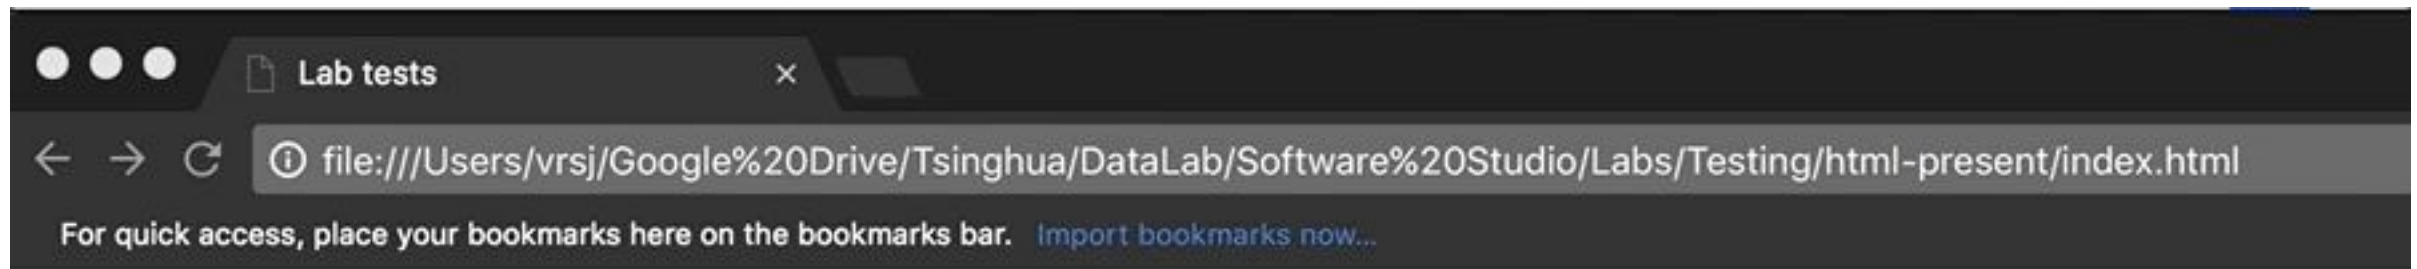 Lab tests
file:///Users/vrsj/Google%20Drive/Tsinghua/DataLab/Software%20Studio/Labs/Testing/html-present/index.html
For quick access, place your bookmarks here on the bookmarks bar. Import bookmarks now...